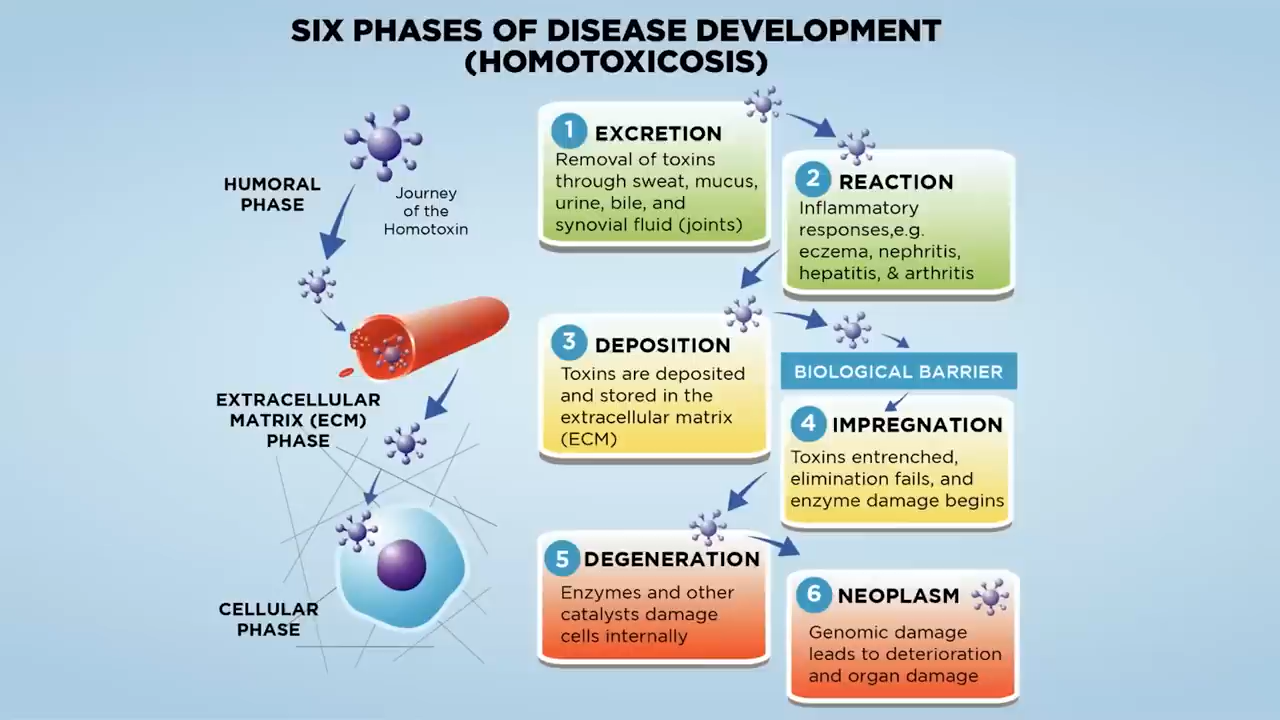 SIX PHASES OF DISEASE DEVELOPMENT
(HOMOTOXICOSIS)
HUMORAL
PHASE
Journey
of the
Homotoxin
EXTRACELLULAR
MATRIX (ECM)
PHASE
CELLULAR
PHASE
1 EXCRETION
Removal of toxins
through sweat, mucus,
urine, bile, and
synovial fluid (joints)
2 REACTION
Inflammatory
responses,e.g.
eczema, nephritis,
hepatitis, & arthritis
3 DEPOSITION
Toxins are deposited
and stored in the
extracellular matrix
(ECM)
BIOLOGICAL BARRIER
4 IMPREGNATION
Toxins entrenched,
elimination fails, and
enzyme damage begins
5 DEGENERATION
Enzymes and other
catalysts damage
cells internally
6 NEOPLASM
Genomic damage
leads to deterioration
and organ damage